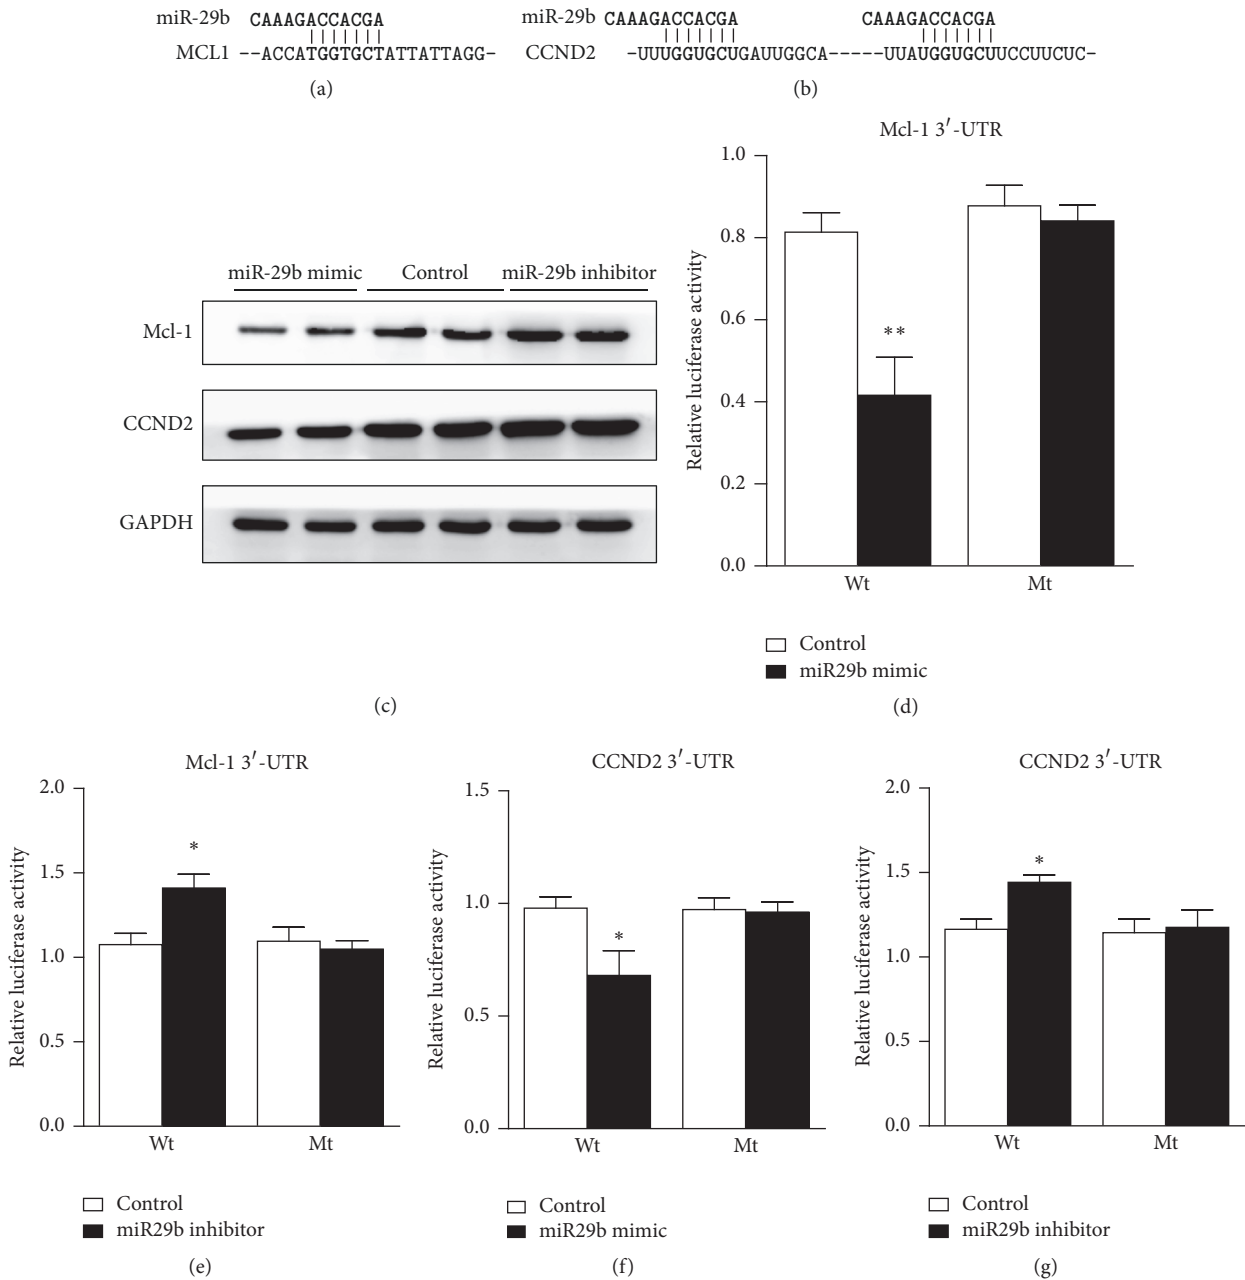 miR-29b CAAAGACCACGA
MCL1 --ACCATGGTGCTATTATTAGG-
(a)
miR-29b CAAAGACCACGA CAAAGACCACGA
CCND2 -UUUGGUGCUGAUUGGCA-----UUAUGGUGCUUCCUUCUC-
(b)
miR-29b mimic Control miR-29b inhibitor
Mcl-1
CCND2
GAPDH
(c)
Mcl-1 3′-UTR
Relative luciferase activity
1.0
0.8
0.6
0.4
0.2
0.0
**
Wt Mt
Control
miR29b mimic
(d)
Mcl-1 3′-UTR
Relative luciferase activity
2.0
1.5
1.0
0.5
0.0
*
Wt Mt
Control
miR29b inhibitor
(e)
CCND2 3′-UTR
Relative luciferase activity
1.5
1.0
0.5
0.0
*
Wt Mt
Control
miR29b mimic
(f)
CCND2 3′-UTR
Relative luciferase activity
2.0
1.5
1.0
0.5
0.0
*
Wt Mt
Control
miR29b inhibitor
(g)